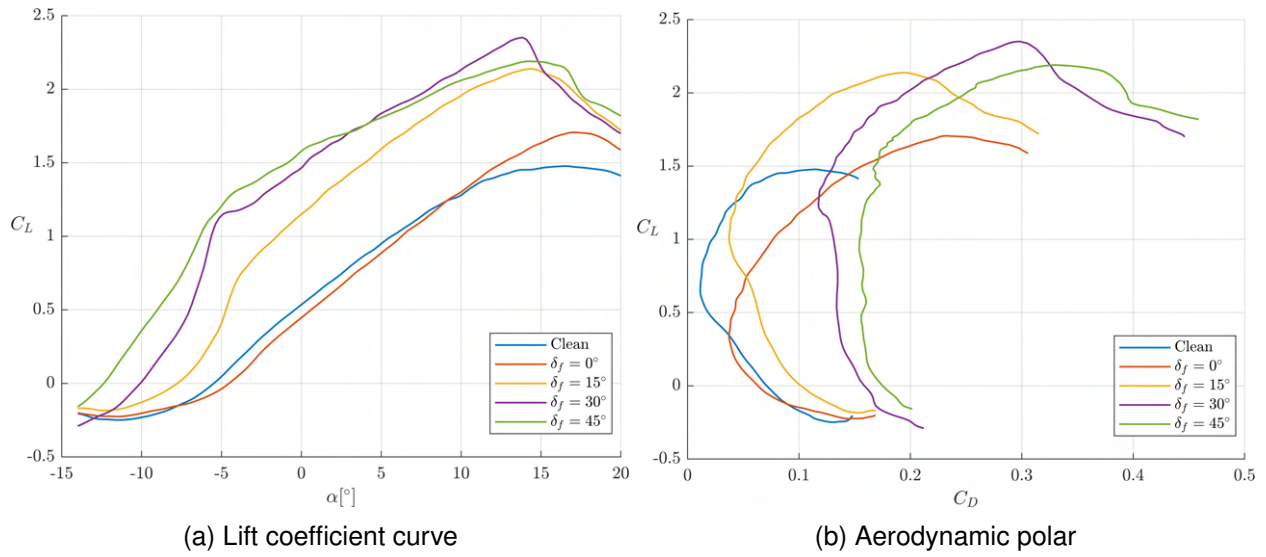 2.5
2
1.5
1
0.5
0
-0.5
C_L
-15 -10 -5 0 5 10 15 20
α[°]
Clean
δ_f = 0°
δ_f = 15°
δ_f = 30°
δ_f = 45°
(a) Lift coefficient curve
2.5
2
1.5
1
0.5
0
-0.5
C_L
0 0.1 0.2 0.3 0.4 0.5
C_D
Clean
δ_f = 0°
δ_f = 15°
δ_f = 30°
δ_f = 45°
(b) Aerodynamic polar